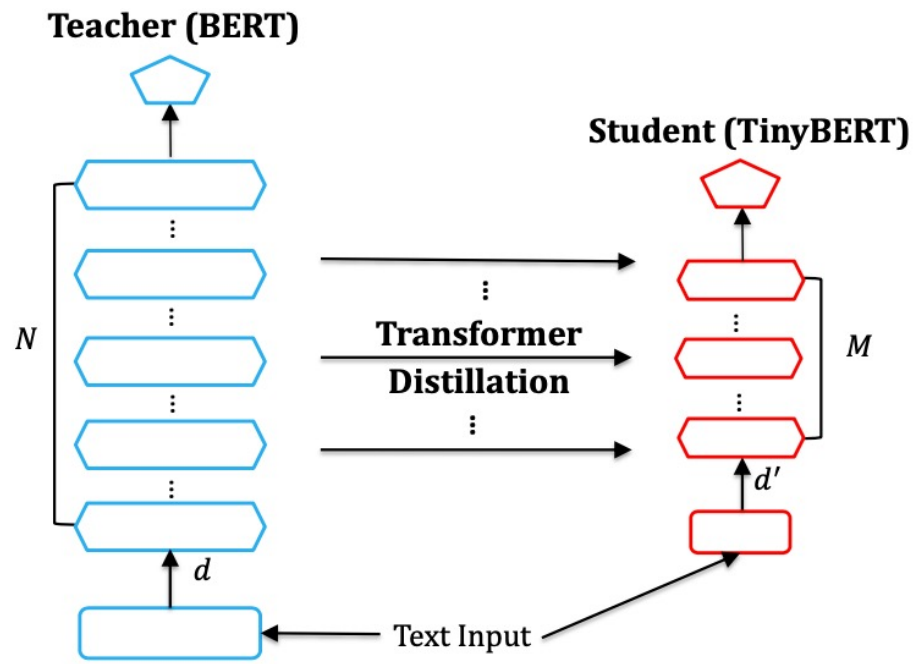 Teacher (BERT)
Student (TinyBERT)
N
Transformer
Distillation
M
d
d′
Text Input